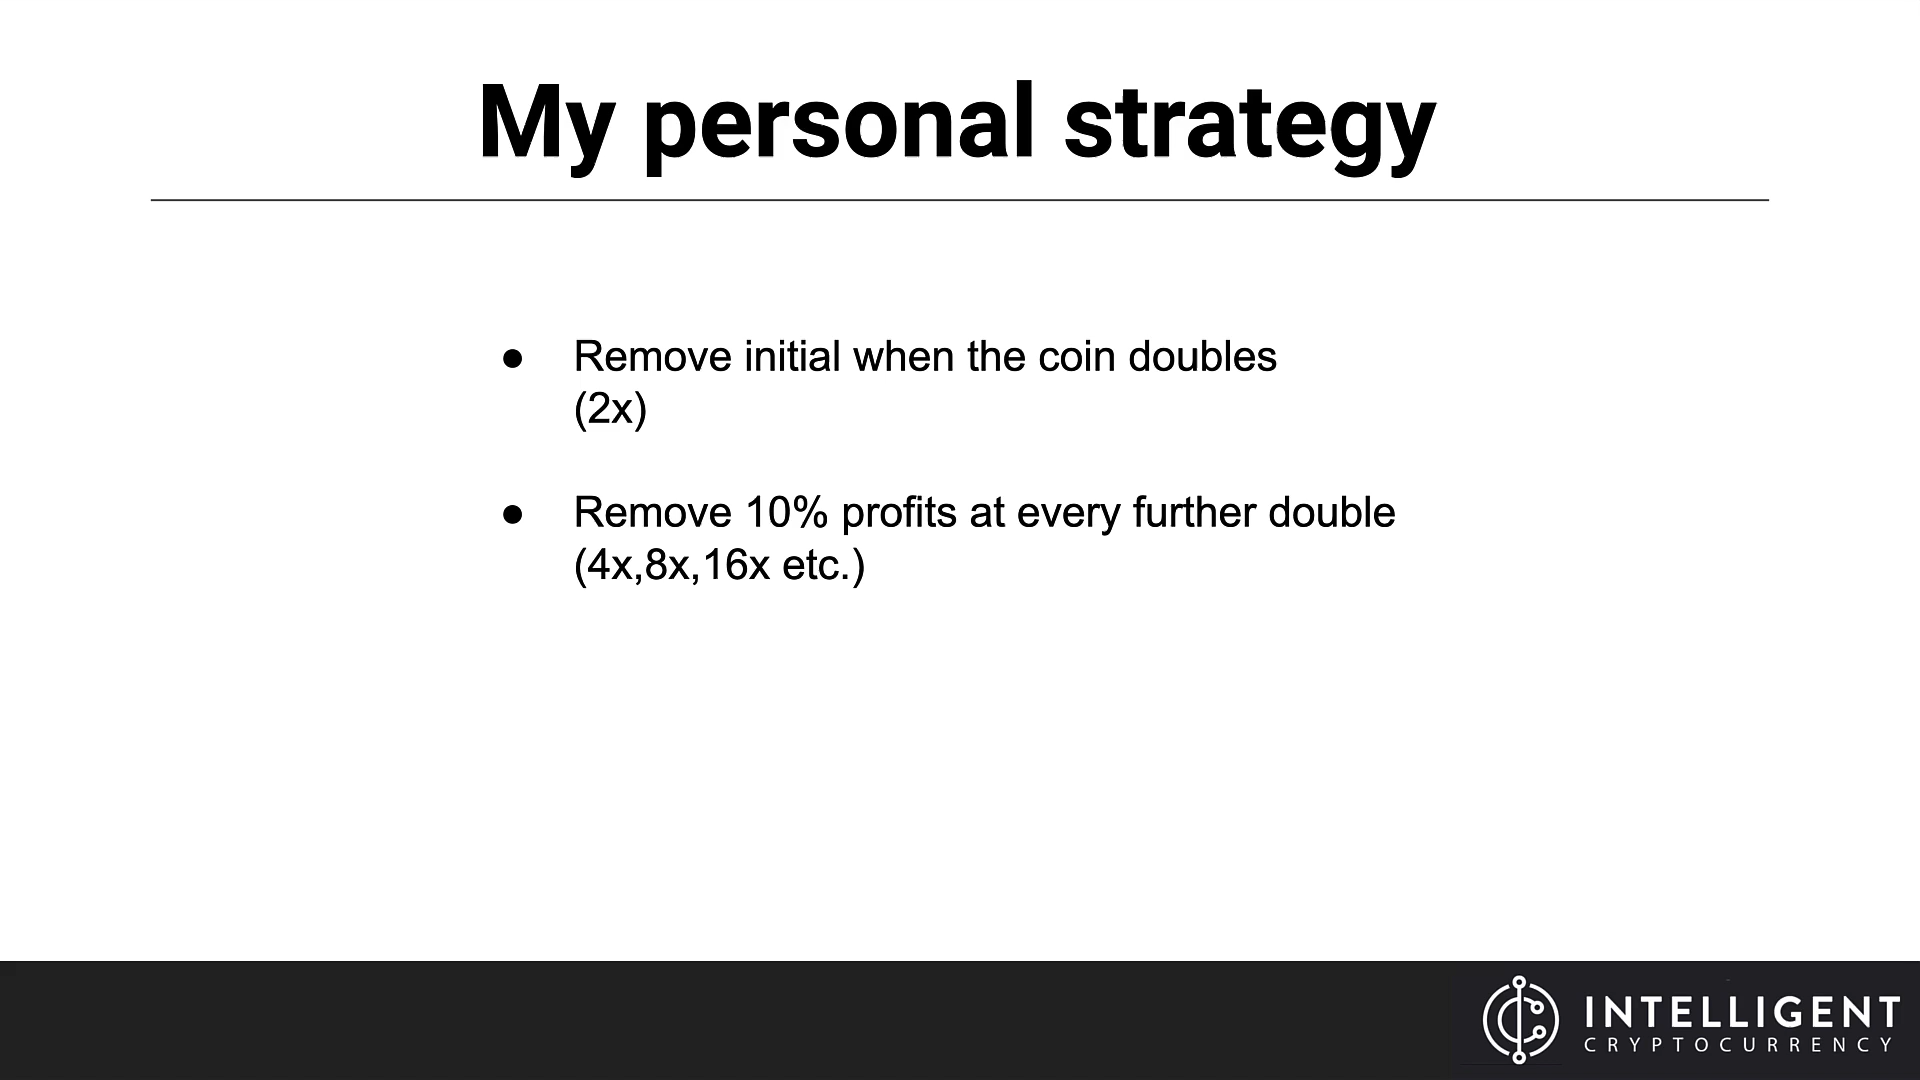 My personal strategy
● Remove initial when the coin doubles
(2x)
● Remove 10% profits at every further double
(4x,8x,16x etc.)
INTELLIGENT
CRYPTOCURRENCY